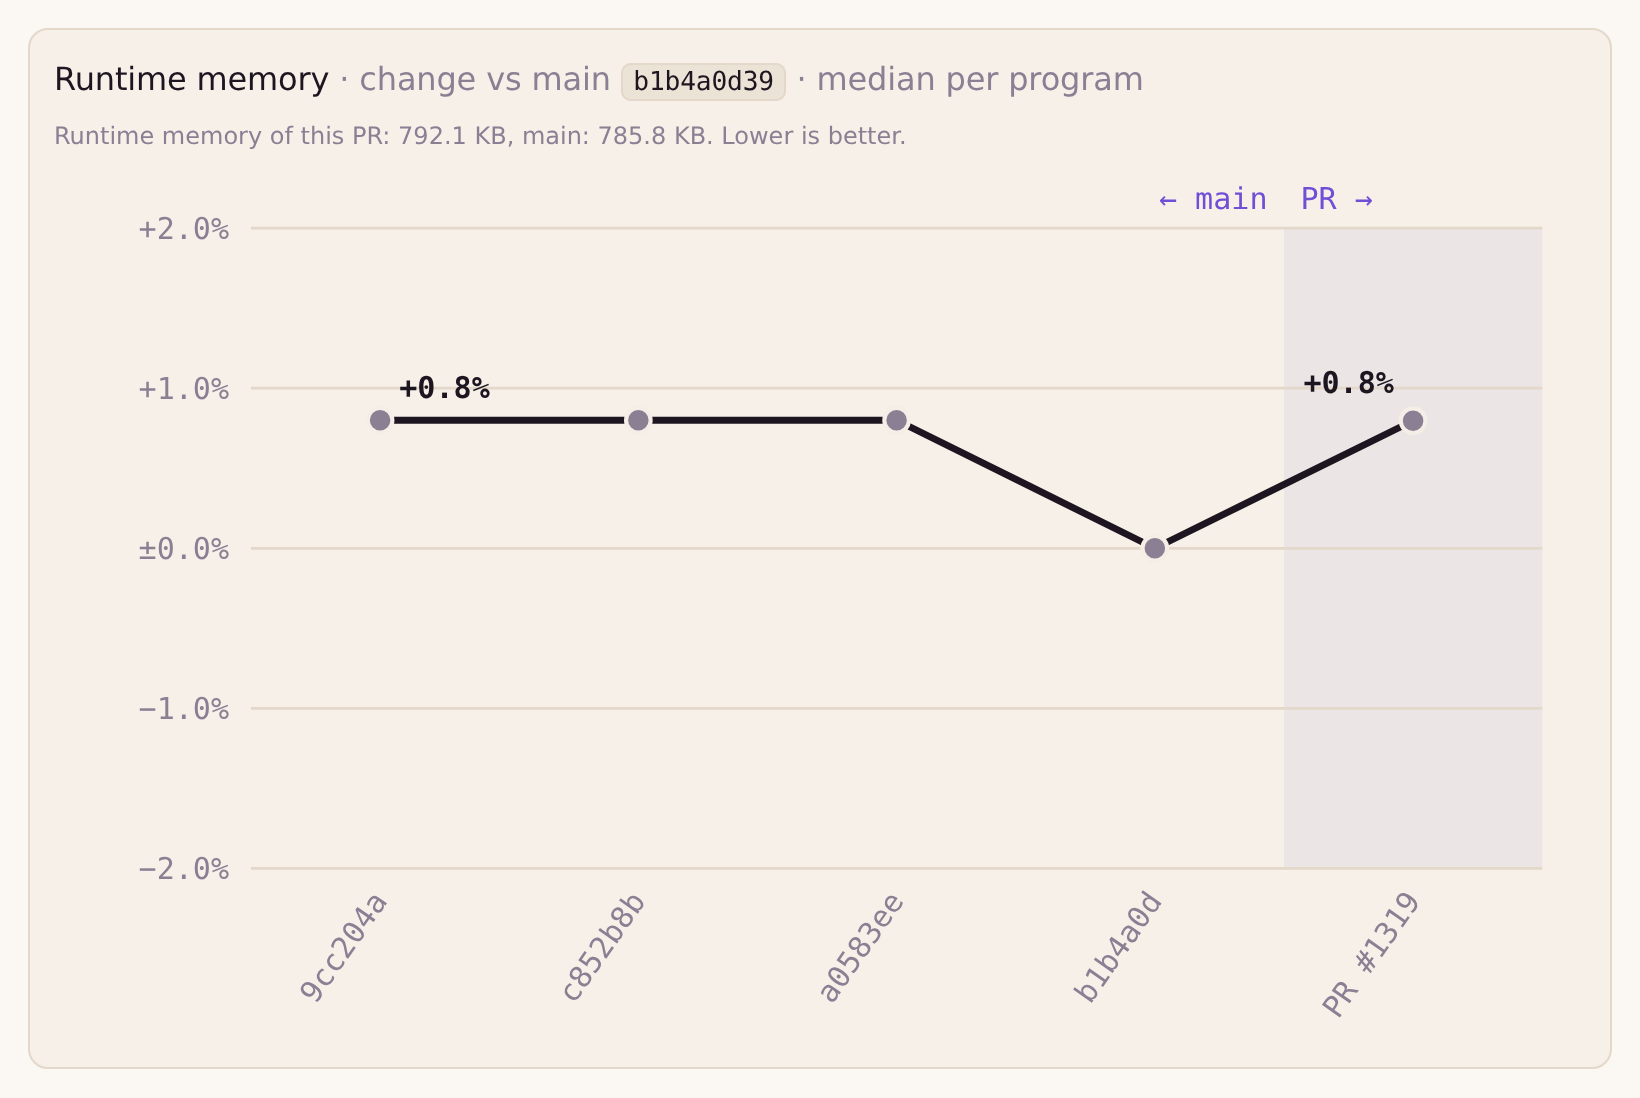 Runtime memory · change vs main b1b4a0d39 · median per program
Runtime memory of this PR: 792.1 KB, main: 785.8 KB. Lower is better.
← main PR →
+2.0%
+1.0%
±0.0%
−1.0%
−2.0%
+0.8%
+0.8%
9cc204a
c852b8b
a0583ee
b1b4a0d
PR #1319